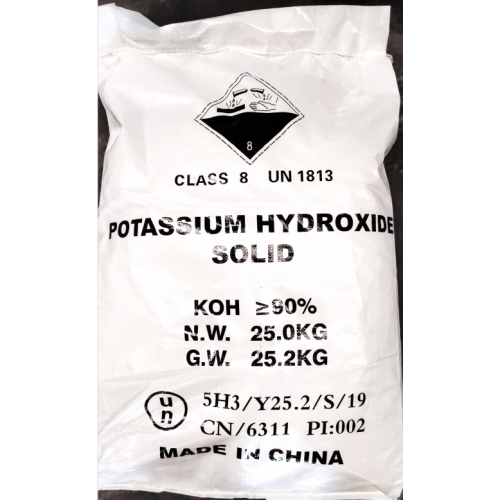 8
CLASS 8 UN 1813
POTASSIUM HYDROXIDE
SOLID
KOH ≥90%
N.W. 25.0KG
G.W. 25.2KG
un
5H3/Y25.2/S/19
CN/6311 PI:002
MADE IN CHINA